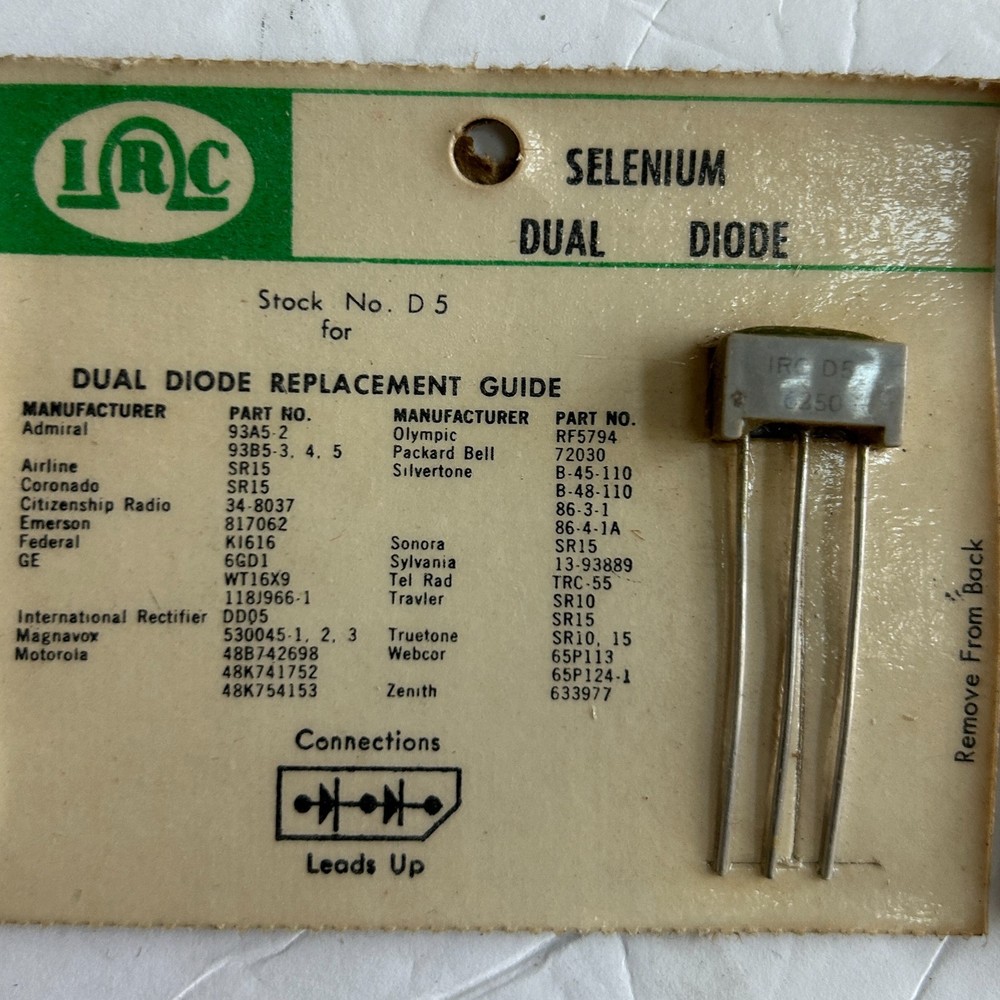 IRC
SELENIUM
DUAL DIODE
Stock No. D 5
for
DUAL DIODE REPLACEMENT GUIDE
MANUFACTURER PART NO.
Admiral 93A5-2
93B5-3, 4, 5
Airline SR15
Coronado SR15
Citizenship Radio 34-8037
Emerson 817062
Federal K1616
GE 6GD1
WT16X9
118J966-1
International Rectifier DD05
Magnavox 530045-1, 2, 3
Motorola 48B742698
48K741752
48K754153
MANUFACTURER PART NO.
Olympic RF5794
Packard Bell 72030
Silvertone B-45-110
B-48-110
86-3-1
86-4-1A
Sonora SR15
Sylvania 13-93889
Tel Rad TRC-55
Travler SR10
SR15
Truetone SR10, 15
Webcor 65P113
65P124-1
Zenith 633977
Connections
Leads Up
IRC D5
Remove From Back